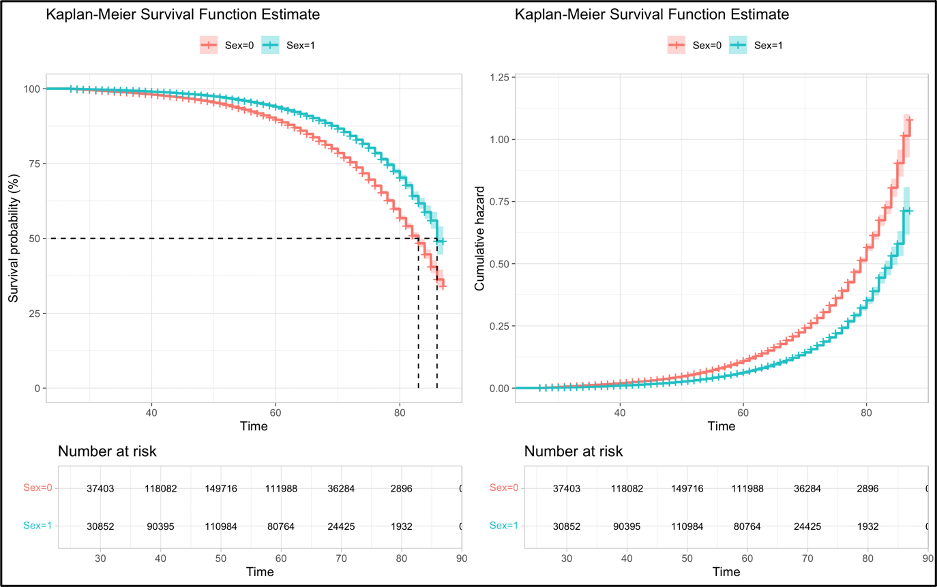 Kaplan-Meier Survival Function Estimate
Sex=0 Sex=1
Survival probability (%)
100
75
50
25
0
40 60 80
Time
Number at risk
Sex=0 37403 118082 149716 111988 36284 2896
Sex=1 30852 90395 110984 80764 24425 1932
30 40 50 60 70 80 90
Time
Kaplan-Meier Survival Function Estimate
Sex=0 Sex=1
Cumulative hazard
1.25
1.00
0.75
0.50
0.25
0.00
40 60 80
Time
Number at risk
Sex=0 37403 118082 149716 111988 36284 2896
Sex=1 30852 90395 110984 80764 24425 1932
30 40 50 60 70 80 90
Time